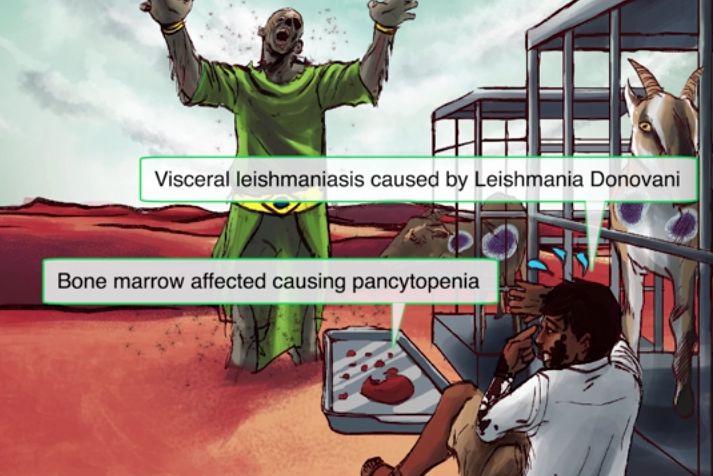 Visceral leishmaniasis caused by Leishmania Donovani
Bone marrow affected causing pancytopenia